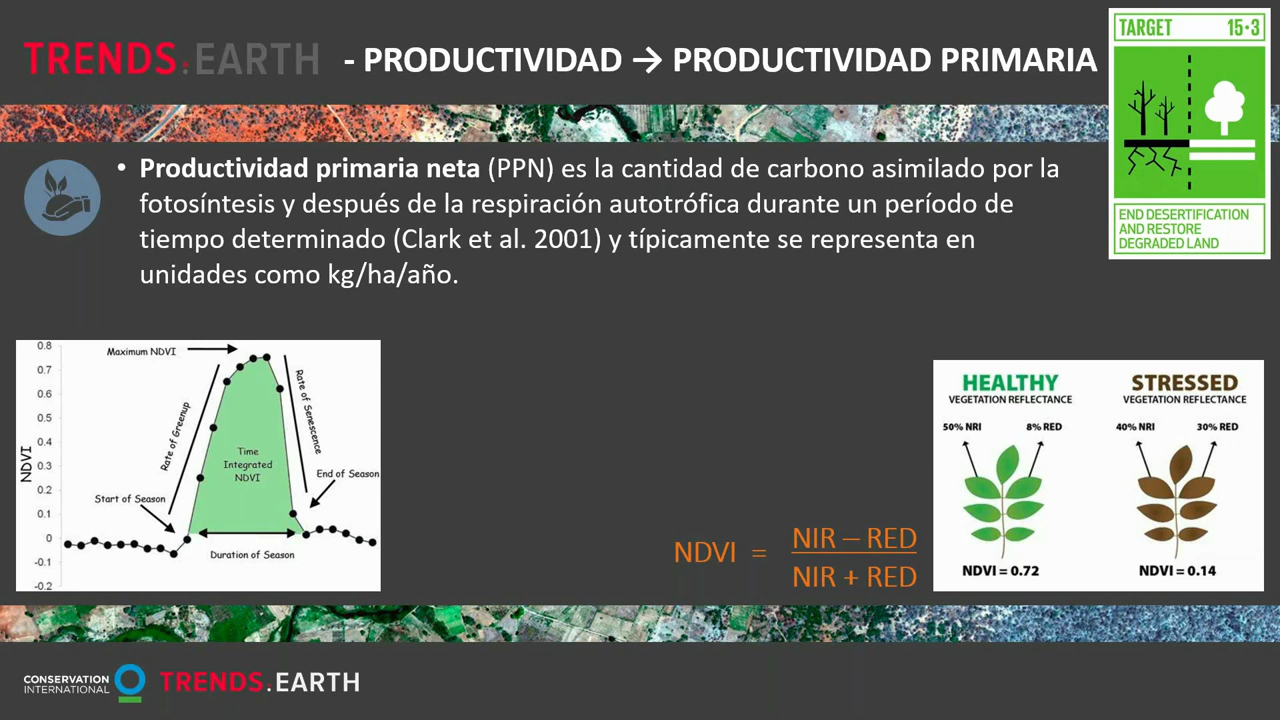 TRENDS.EARTH - PRODUCTIVIDAD → PRODUCTIVIDAD PRIMARIA
TARGET 15·3
END DESERTIFICATION
AND RESTORE
DEGRADED LAND
• Productividad primaria neta (PPN) es la cantidad de carbono asimilado por la
fotosíntesis y después de la respiración autotrófica durante un período de
tiempo determinado (Clark et al. 2001) y típicamente se representa en
unidades como kg/ha/año.
NDVI
0.8
0.7
0.6
0.5
0.4
0.3
0.2
0.1
0
-0.1
-0.2
Maximum NDVI
Rate of Greenup
Rate of Senescence
Time
Integrated
NDVI
Start of Season
End of Season
Duration of Season
NDVI = NIR – RED
NIR + RED
HEALTHY
VEGETATION REFLECTANCE
50% NRI 8% RED
NDVI = 0.72
STRESSED
VEGETATION REFLECTANCE
40% NRI 30% RED
NDVI = 0.14
CONSERVATION
INTERNATIONAL
TRENDS.EARTH